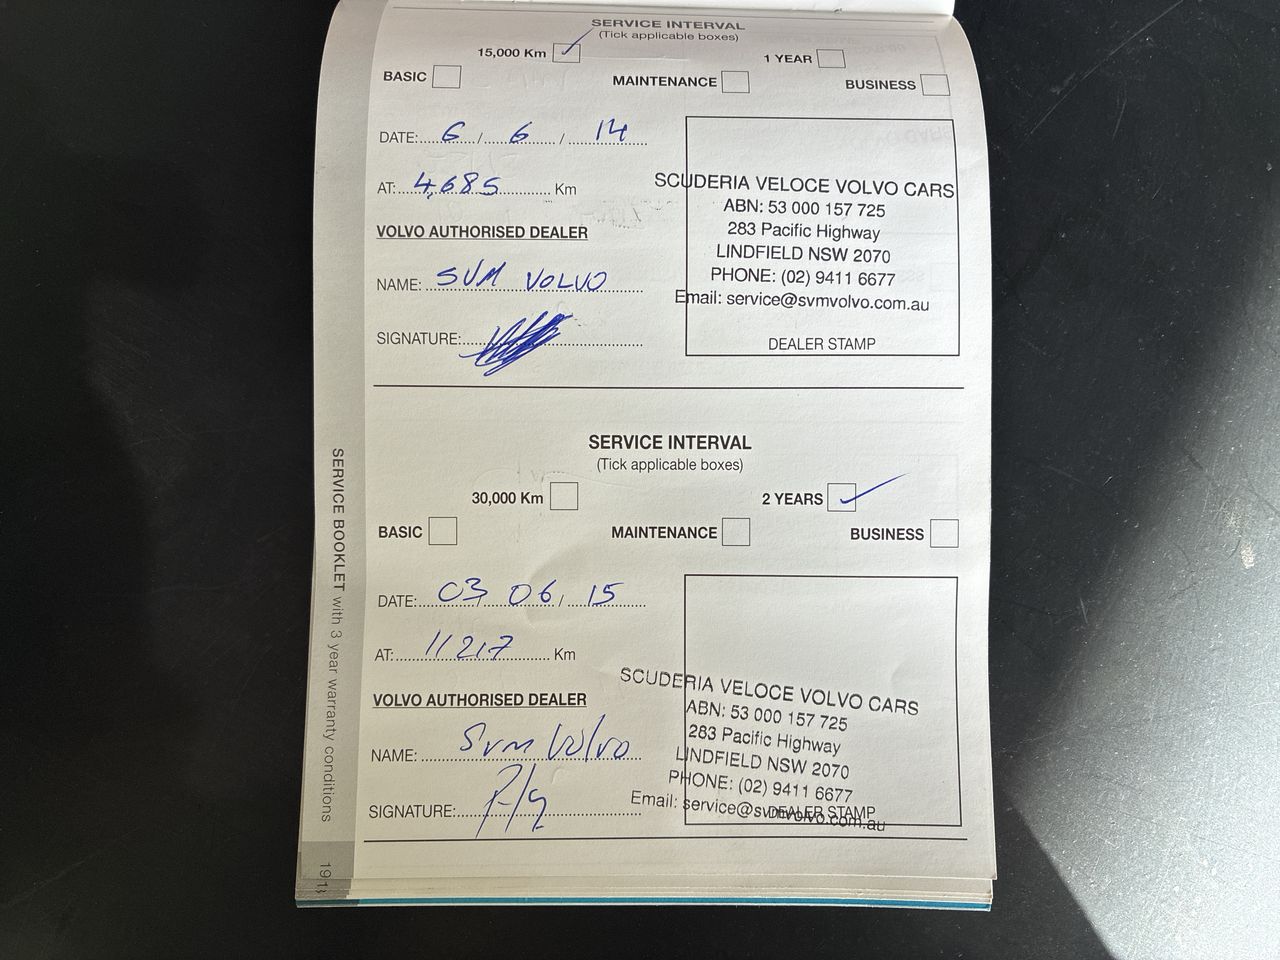 SERVICE INTERVAL
(Tick applicable boxes)
15,000 Km
1 YEAR
BASIC
MAINTENANCE
BUSINESS
DATE: 6 / 6 / 14
AT: 4,685 Km
VOLVO AUTHORISED DEALER
NAME: SVM VOLVO
SIGNATURE:
SCUDERIA VELOCE VOLVO CARS
ABN: 53 000 157 725
283 Pacific Highway
LINDFIELD NSW 2070
PHONE: (02) 9411 6677
Email: service@svmvolvo.com.au
DEALER STAMP
SERVICE INTERVAL
(Tick applicable boxes)
30,000 Km
2 YEARS
BASIC
MAINTENANCE
BUSINESS
DATE: 03 06 / 15
AT: 11217 Km
VOLVO AUTHORISED DEALER
NAME: Svm Volvo
SIGNATURE:
SCUDERIA VELOCE VOLVO CARS
ABN: 53 000 157 725
283 Pacific Highway
LINDFIELD NSW 2070
PHONE: (02) 9411 6677
Email: service@svmvolvo.com.au
DEALER STAMP
SERVICE BOOKLET with 3 year warranty conditions